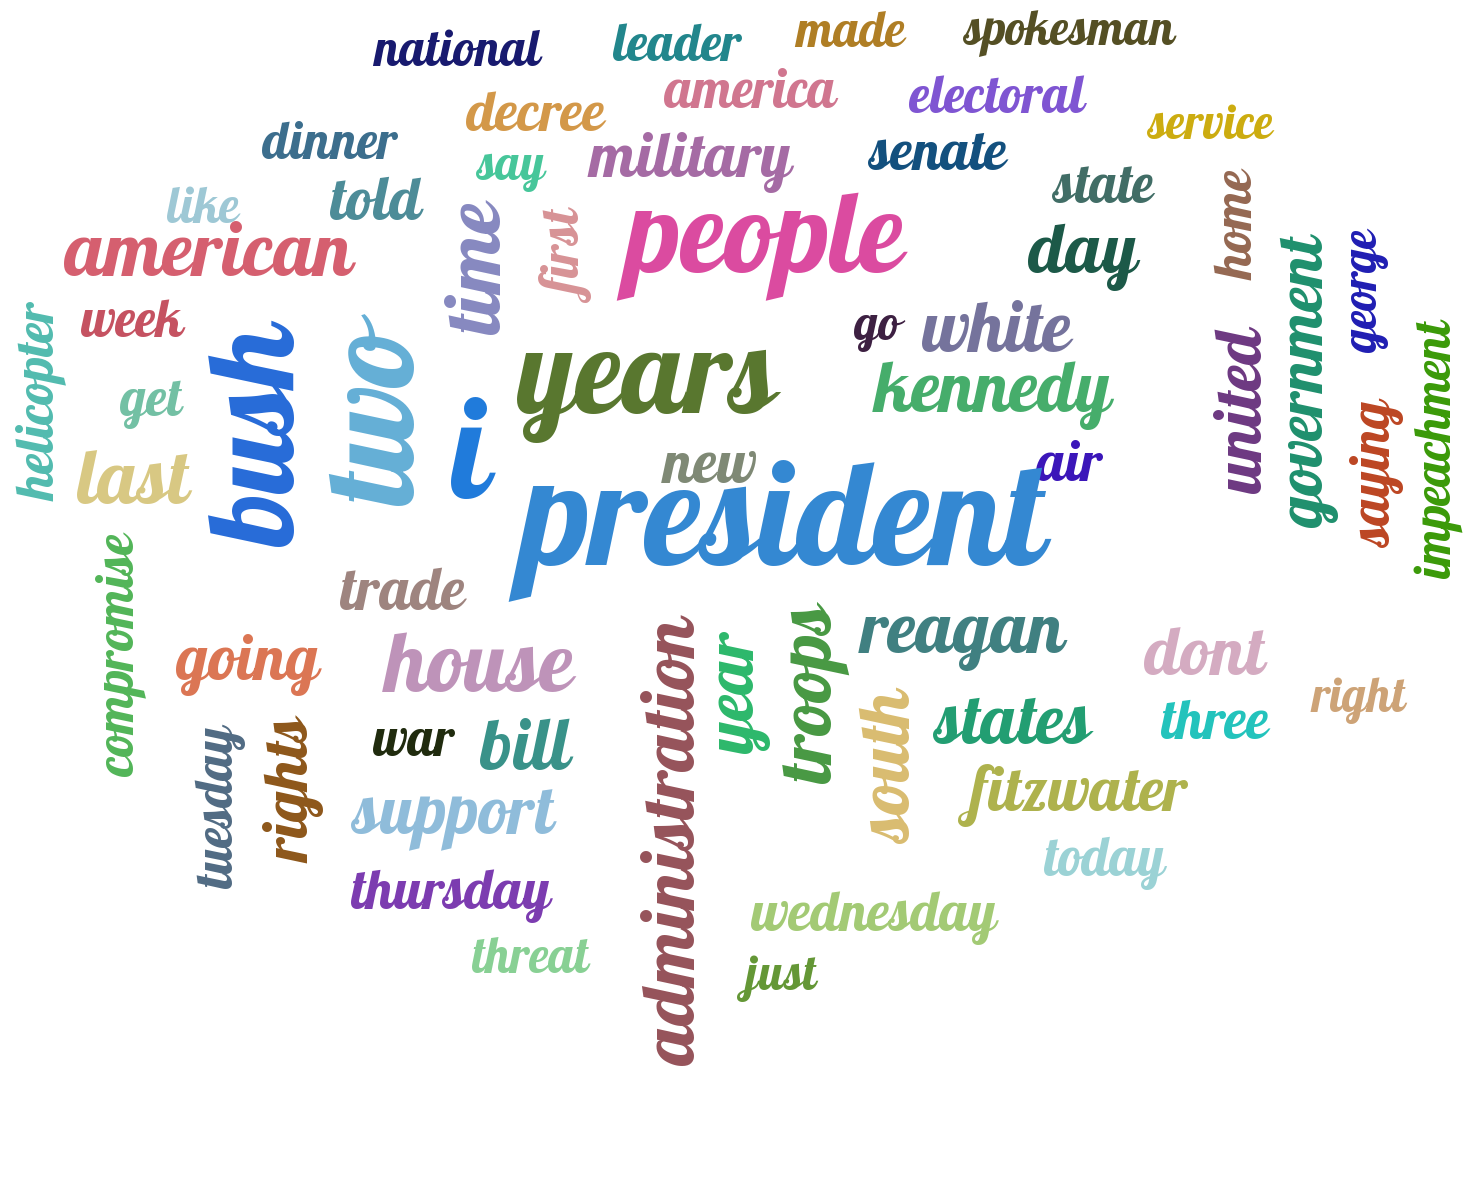 national
leader
made
spokesman
america
decree
electoral
service
dinner
say
military
senate
like
told
state
american
time
first
people
day
home
government
george
helicopter
week
bush
two
years
go
white
kennedy
united
saying
impeachment
get
i
last
new
air
president
compromise
trade
going
house
administration
year
troops
reagan
dont
right
tuesday
rights
war
bill
south
states
three
support
fitzwater
today
thursday
wednesday
threat
just